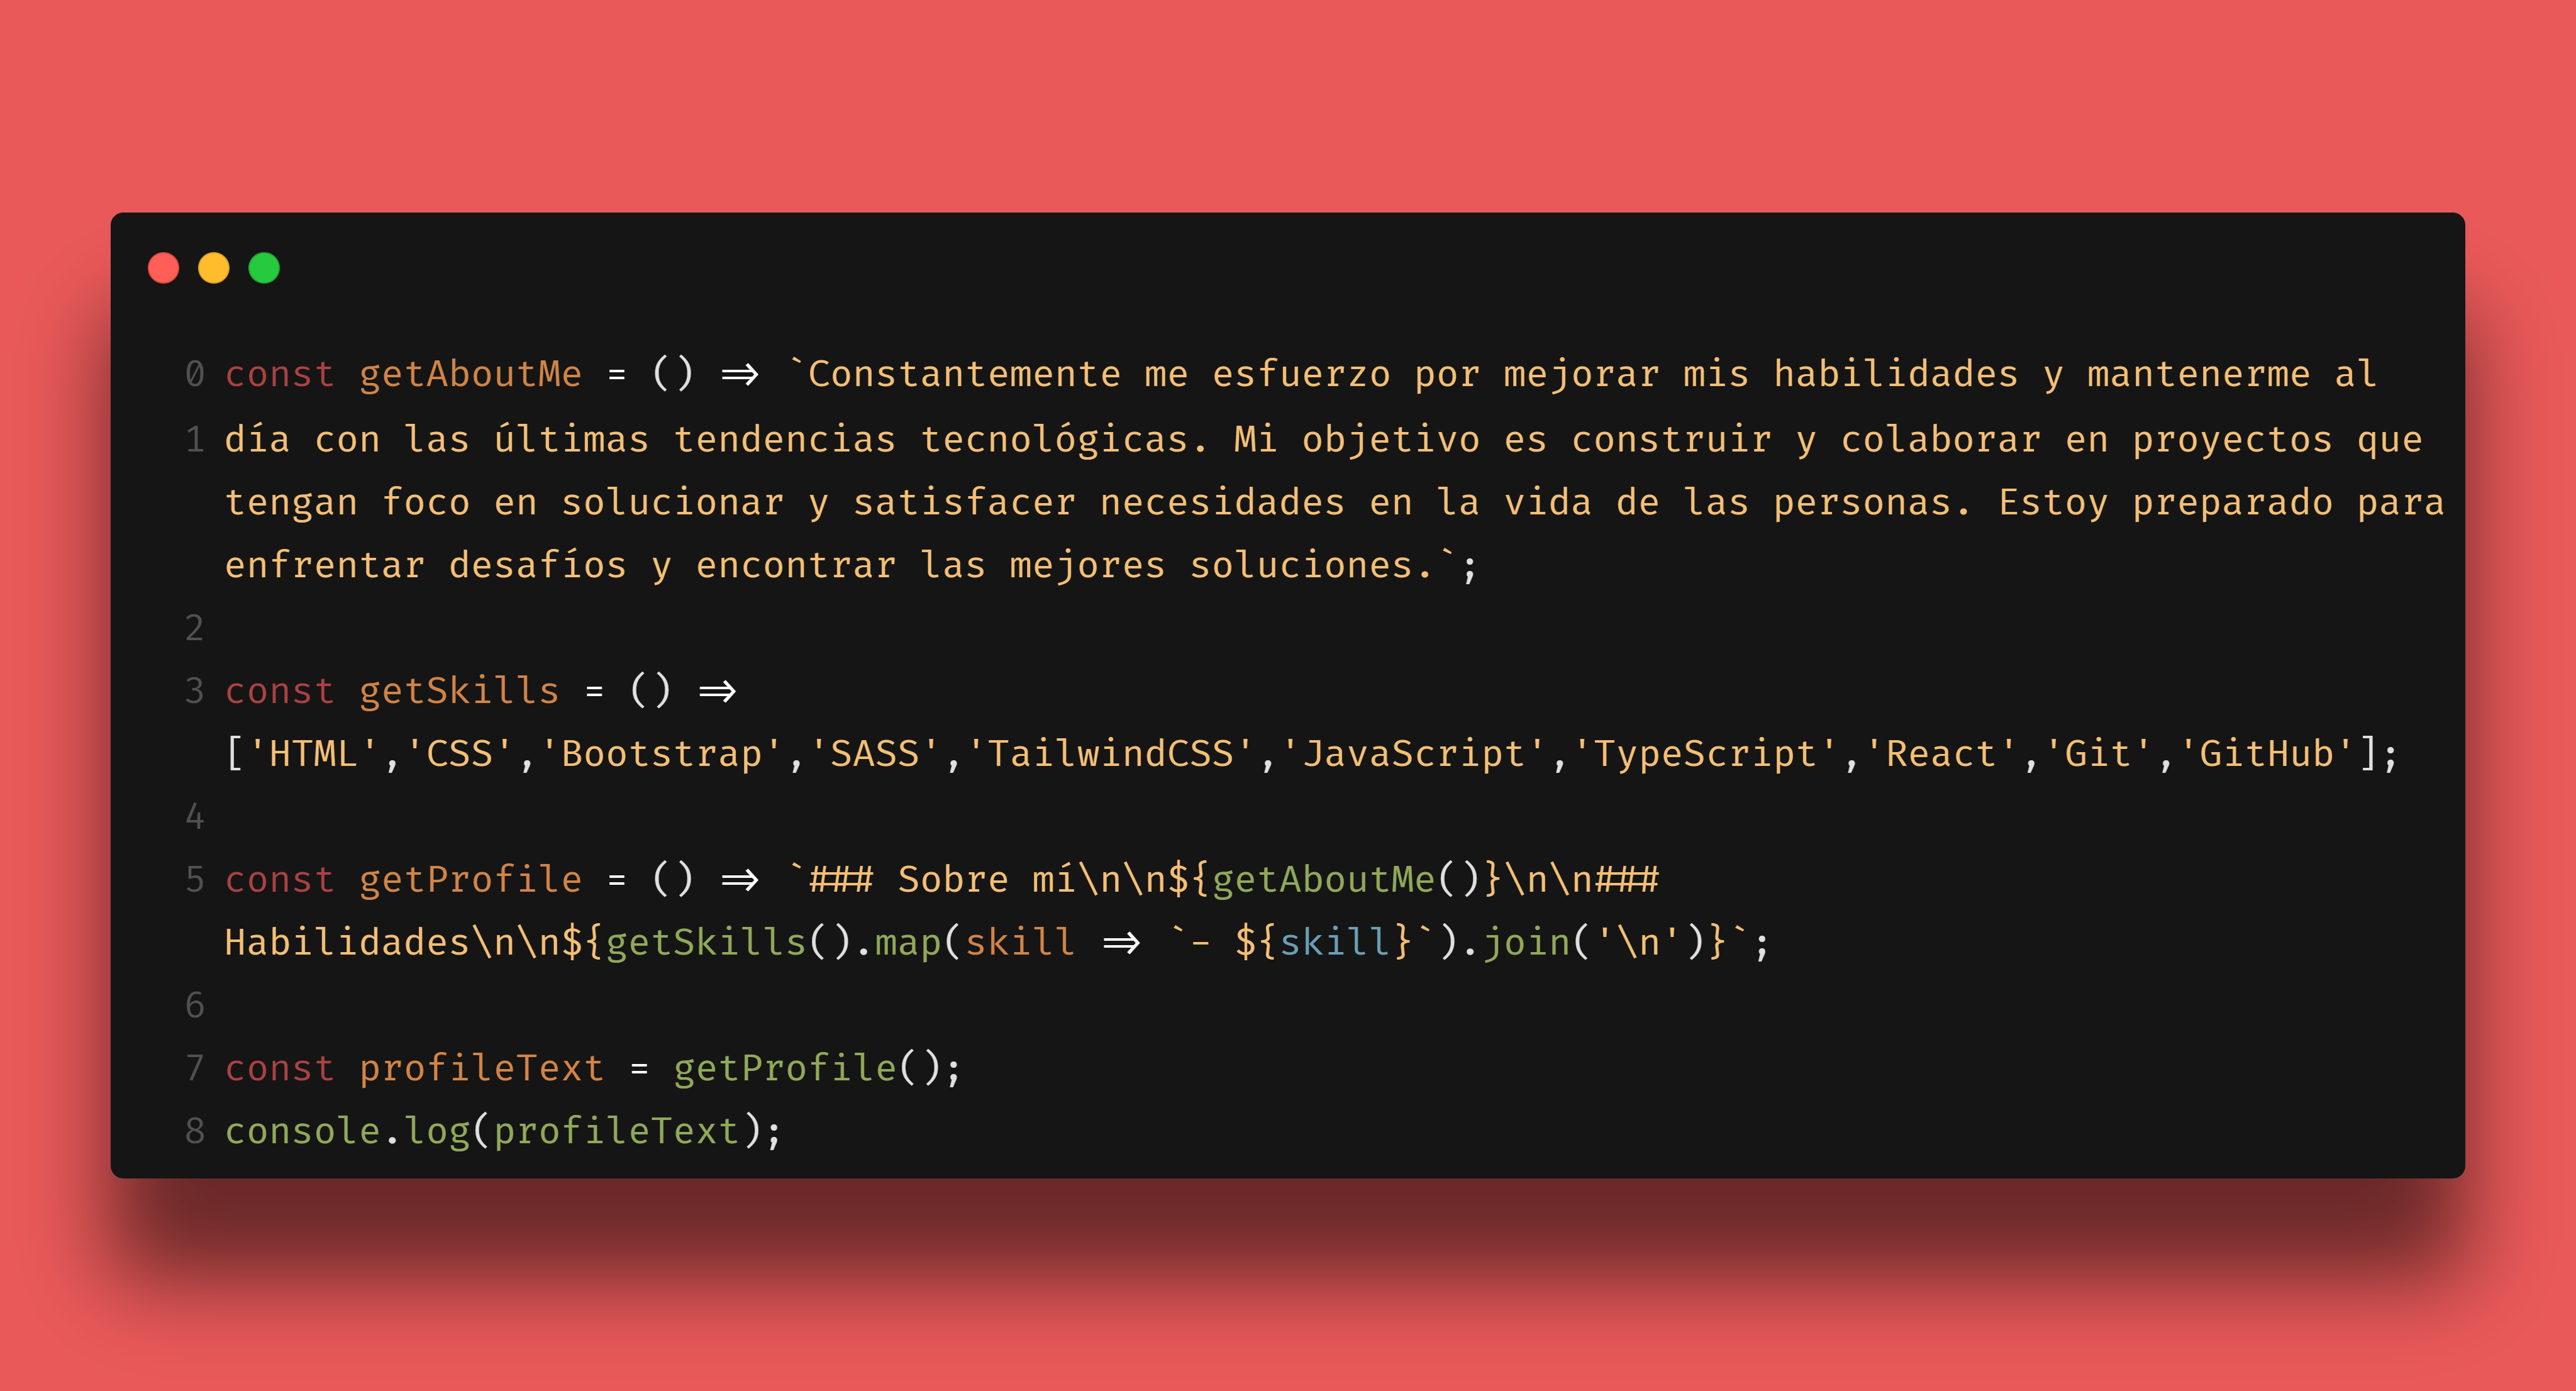 0 const getAboutMe = () => `Constantemente me esfuerzo por mejorar mis habilidades y mantenerme al
1 día con las últimas tendencias tecnológicas. Mi objetivo es construir y colaborar en proyectos que
tengan foco en solucionar y satisfacer necesidades en la vida de las personas. Estoy preparado para
enfrentar desafíos y encontrar las mejores soluciones.`;
2
3 const getSkills = () =>
['HTML','CSS','Bootstrap','SASS','TailwindCSS','JavaScript','TypeScript','React','Git','GitHub'];
4
5 const getProfile = () => `### Sobre mí\n\n${getAboutMe()}\n\n###
Habilidades\n\n${getSkills().map(skill => `- ${skill}`).join('\n')}`;
6
7 const profileText = getProfile();
8 console.log(profileText);